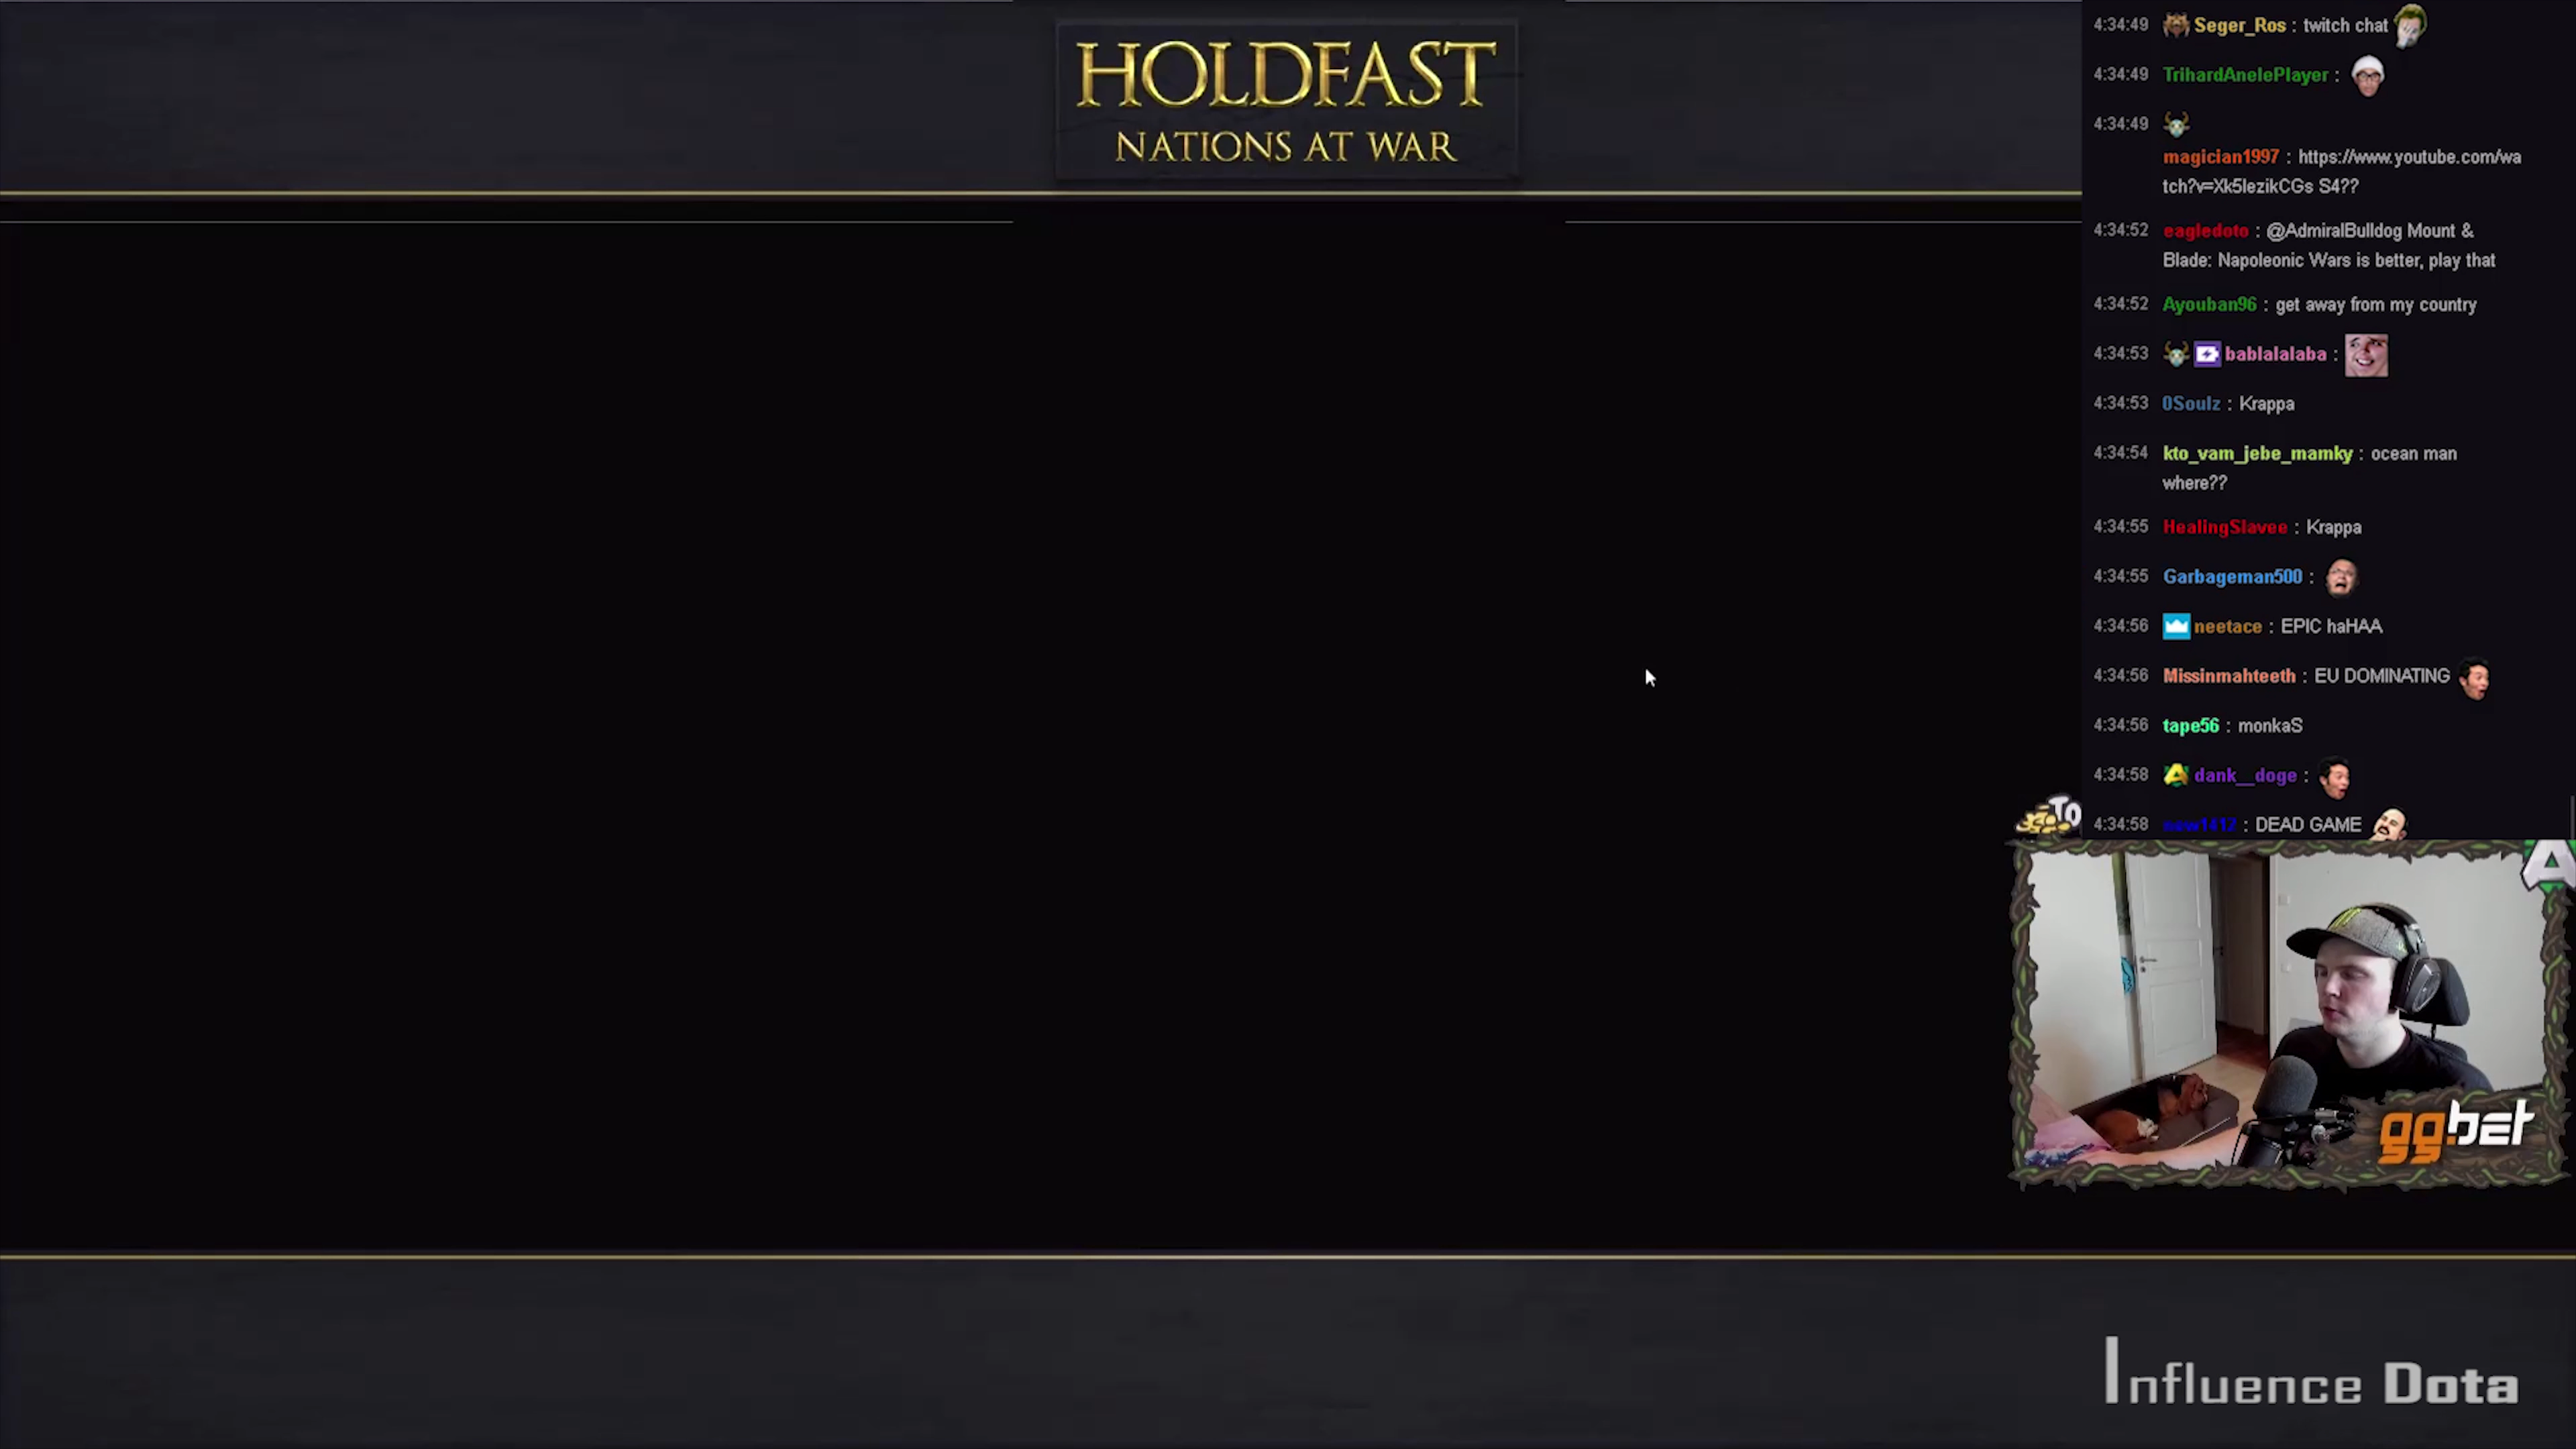 HOLDFAST
NATIONS AT WAR
4:34:49 Seger_Ros : twitch chat
4:34:49 TrihardAnelePlayer :
4:34:49
magician1997 : https://www.youtube.com/wa
tch?v=Xk5lezikCGs S4??
4:34:52 eagledoto : @AdmiralBulldog Mount &
Blade: Napoleonic Wars is better, play that
4:34:52 Ayouban96 : get away from my country
4:34:53 bablalalaba :
4:34:53 0Soulz : Krappa
4:34:54 kto_vam_jebe_mamky : ocean man
where??
4:34:55 HealingSlavee : Krappa
4:34:55 Garbageman500 :
4:34:56 neetace : EPIC haHAA
4:34:56 Missinmahteeth : EU DOMINATING
4:34:56 tape56 : monkaS
4:34:58 dank__doge :
TO
4:34:58 new1412 : DEAD GAME
gg.bet
Influence Dota